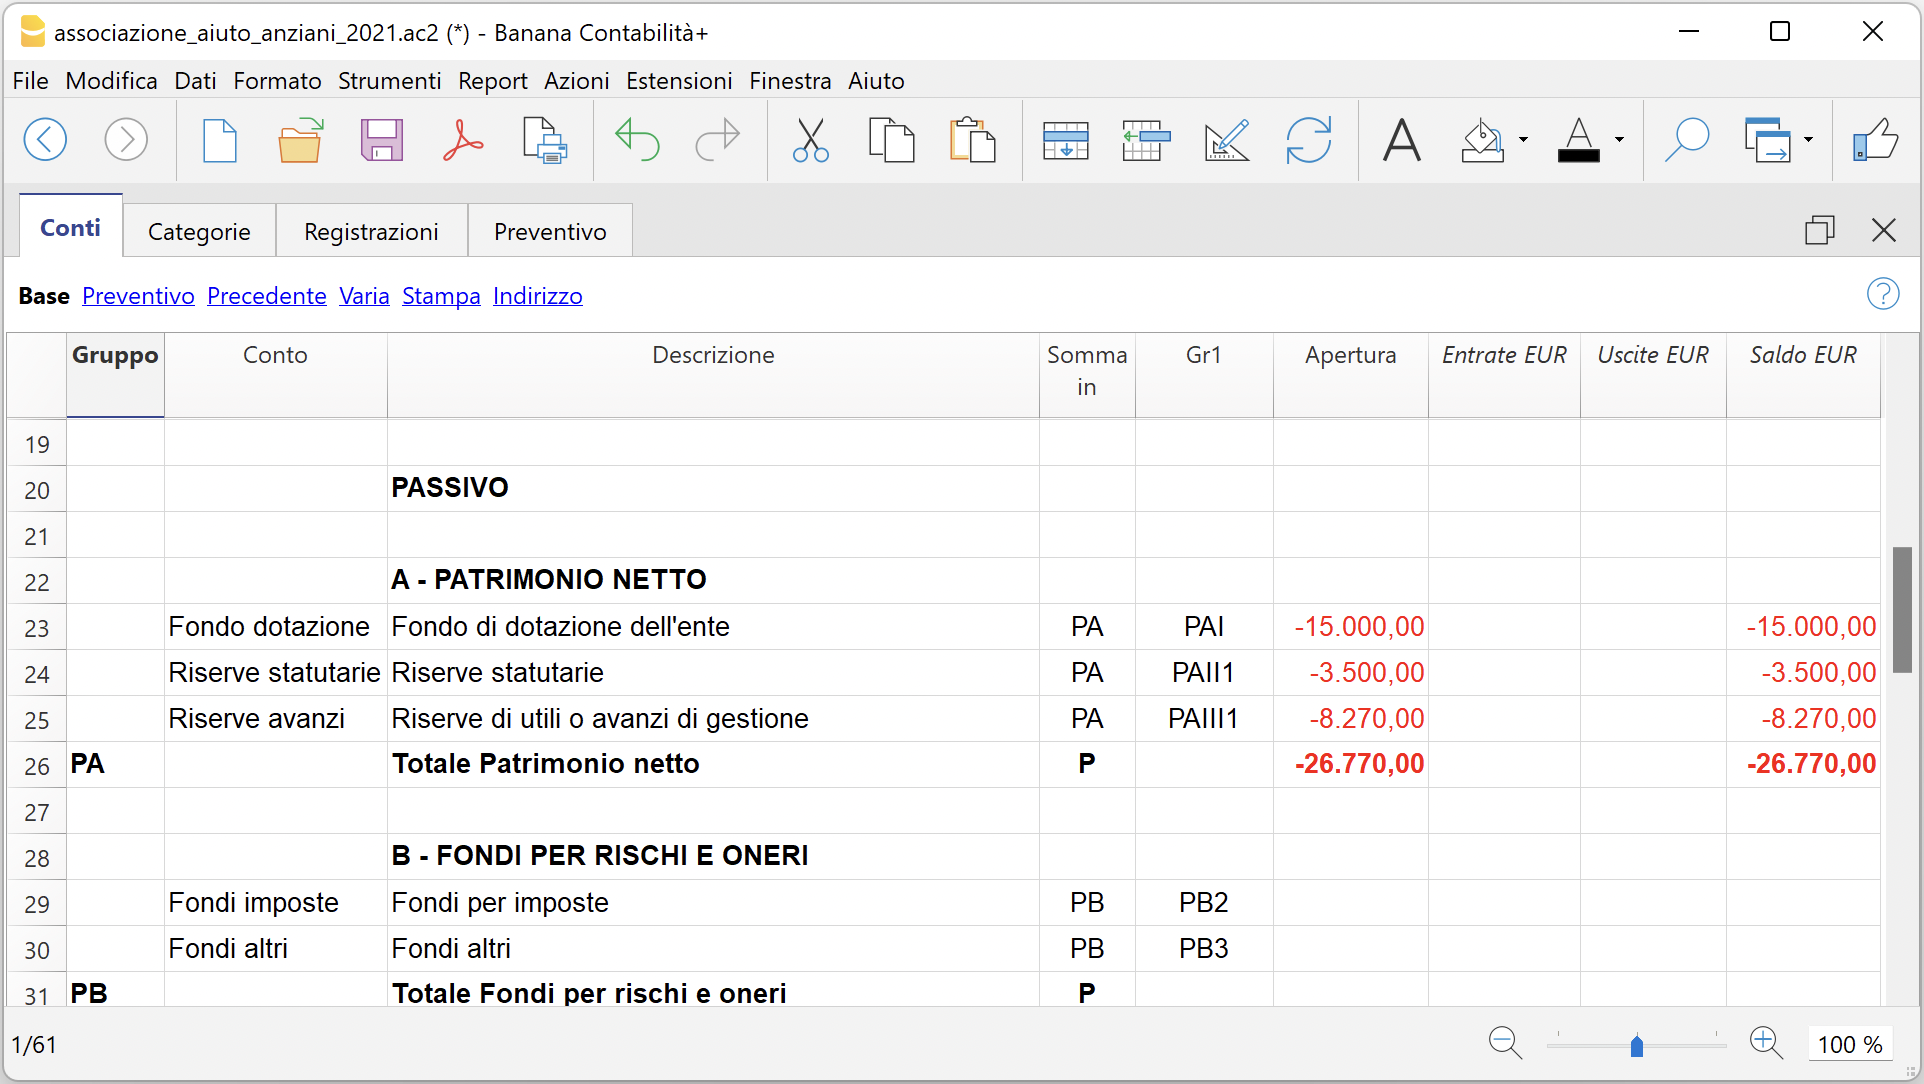 associazione_aiuto_anziani_2021.ac2 (*) - Banana Contabilità+
File Modifica Dati Formato Strumenti Report Azioni Estensioni Finestra Aiuto
Conti Categorie Registrazioni Preventivo
Base Preventivo Precedente Varia Stampa Indirizzo
Gruppo Conto Descrizione Somma in Gr1 Apertura Entrate EUR Uscite EUR Saldo EUR
19
20 PASSIVO
21
22 A - PATRIMONIO NETTO
23 Fondo dotazione Fondo di dotazione dell'ente PA PAI -15.000,00 -15.000,00
24 Riserve statutarie Riserve statutarie PA PAII1 -3.500,00 -3.500,00
25 Riserve avanzi Riserve di utili o avanzi di gestione PA PAIII1 -8.270,00 -8.270,00
26 PA Totale Patrimonio netto P -26.770,00 -26.770,00
27
28 B - FONDI PER RISCHI E ONERI
29 Fondi imposte Fondi per imposte PB PB2
30 Fondi altri Fondi altri PB PB3
31 PB Totale Fondi per rischi e oneri P
1/61 100 %